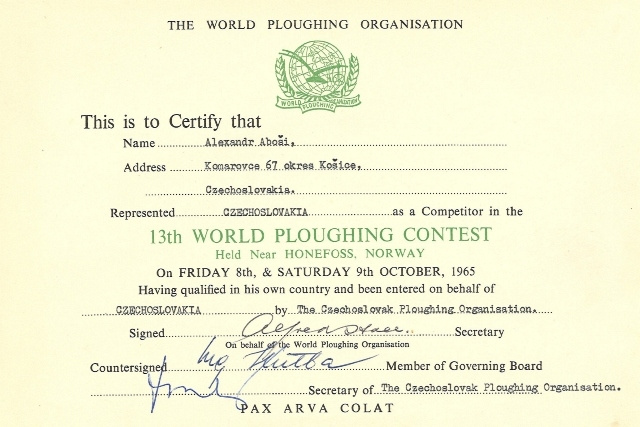 THE WORLD PLOUGHING ORGANISATION
WORLD PLOUGHING ORGANISATION
This is to Certify that
Name Alexandr Aboši,
Address Komarovce 67 okres Košice,
Czechoslovakia.
Represented CZECHOSLOVAKIA as a Competitor in the
13th WORLD PLOUGHING CONTEST
Held Near HONEFOSS, NORWAY
On FRIDAY 8th, & SATURDAY 9th OCTOBER, 1965
Having qualified in his own country and been entered on behalf of
CZECHOSLOVAKIA by The Czechoslovak Ploughing Organisation.
Signed Alfred Secretary
On behalf of the World Ploughing Organisation
Countersigned Ing Member of Governing Board
Secretary of The Czechoslovak Ploughing Organisation.
PAX ARVA COLAT